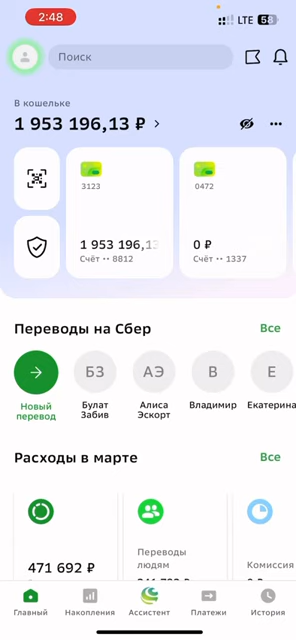 2:48
LTE 58
Поиск
В кошельке
1 953 196,13 ₽
3123
0472
1 953 196,13
0 ₽
Счёт •• 8812
Счёт •• 1337
Переводы на Сбер
Все
БЗ
АЭ
В
Е
Новый перевод
Булат Забив
Алиса Эскорт
Владимир
Екатерина
Расходы в марте
Все
471 692 ₽
Переводы людям
Комиссия
Главный
Накопления
Ассистент
Платежи
История